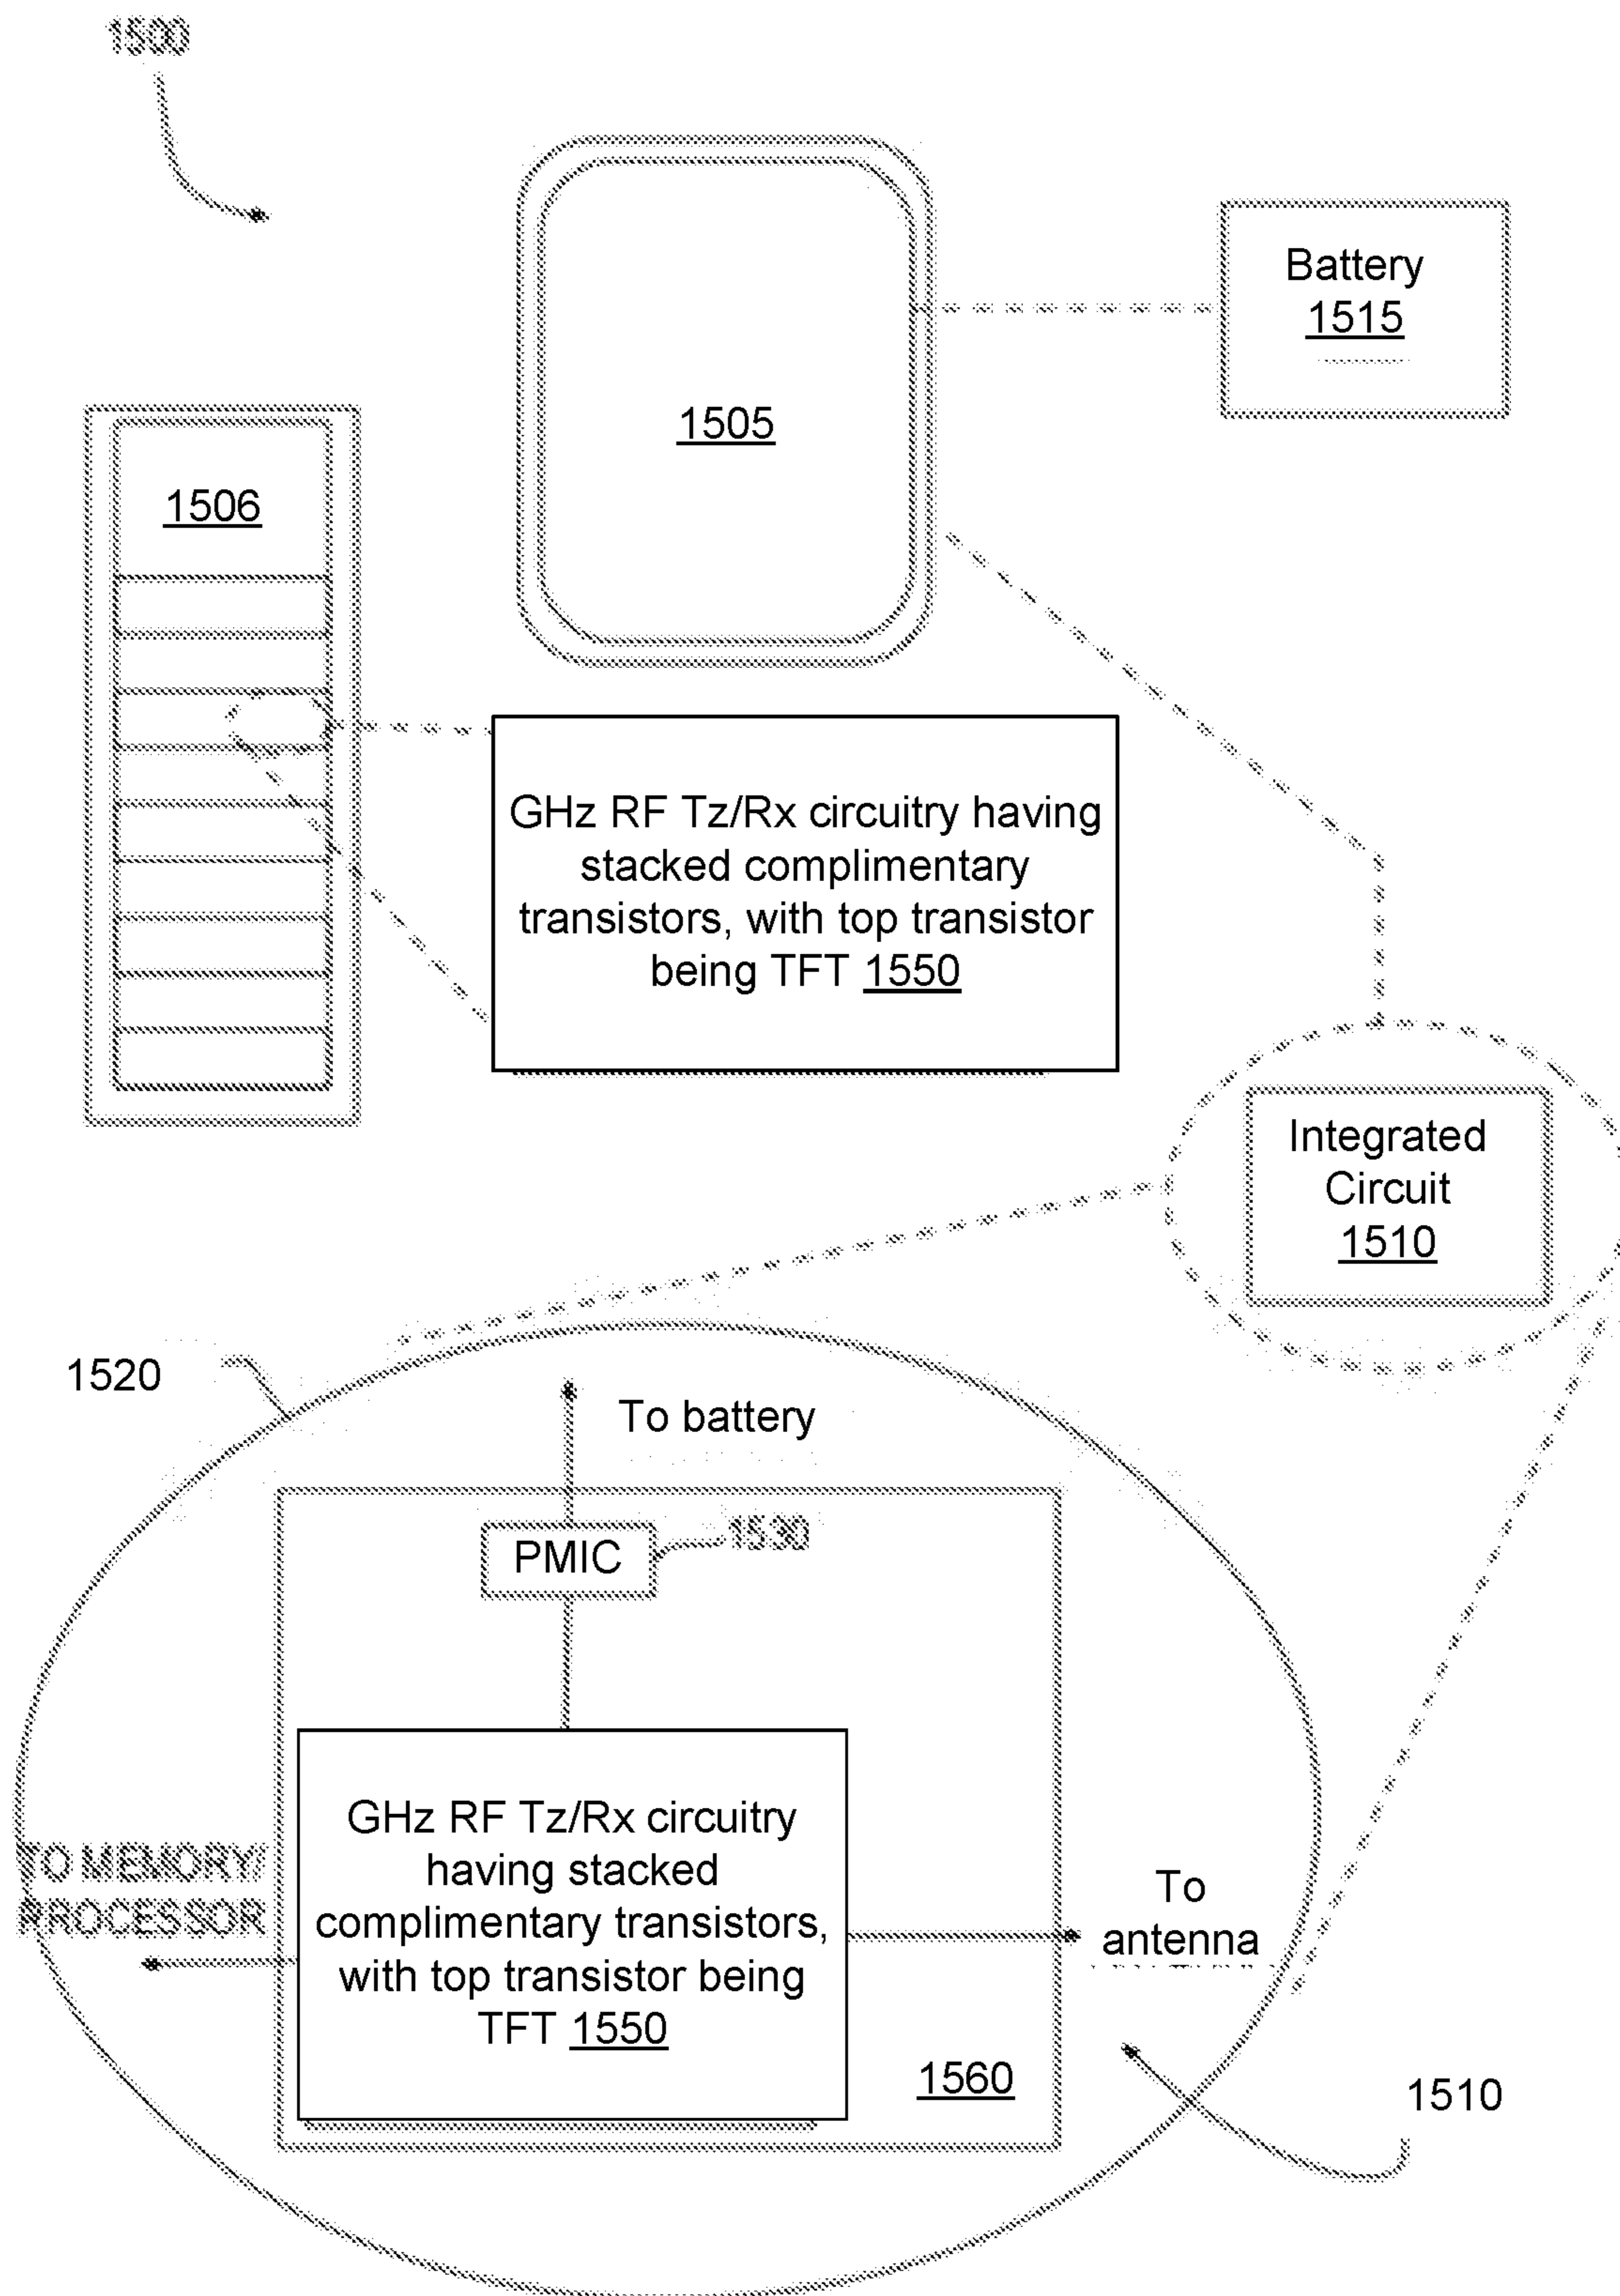 1500
Battery
1515
1505
1506
GHz RF Tz/Rx circuitry having
stacked complimentary
transistors, with top transistor
being TFT 1550
Integrated
Circuit
1510
1520
To battery
PMIC
1530
GHz RF Tz/Rx circuitry
having stacked
complimentary transistors,
with top transistor being
TFT 1550
TO MEMORY/
PROCESSOR
To
antenna
1560
1510